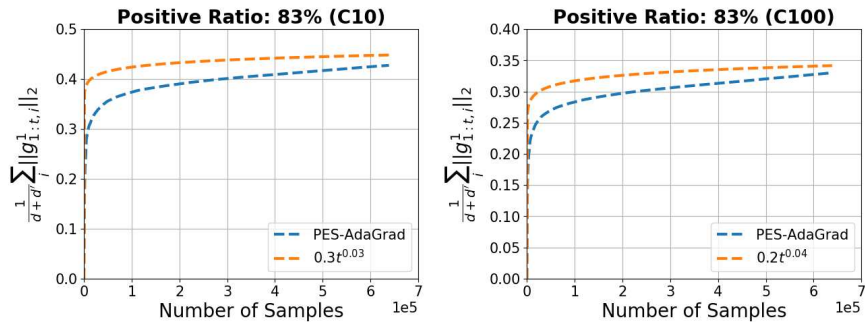 Positive Ratio: 83% (C10)
0.5
0.4
0.3
0.2
0.1
0.0
0 1 2 3 4 5 6 7
1e5
Number of Samples
$\frac{1}{d+d'}\sum_i ||g^1_{1:t,i}||_2$
PES-AdaGrad
$0.3t^{0.03}$
Positive Ratio: 83% (C100)
0.40
0.35
0.30
0.25
0.20
0.15
0.10
0.05
0.00
0 1 2 3 4 5 6 7
1e5
Number of Samples
$\frac{1}{d+d'}\sum_i ||g^1_{1:t,i}||_2$
PES-AdaGrad
$0.2t^{0.04}$